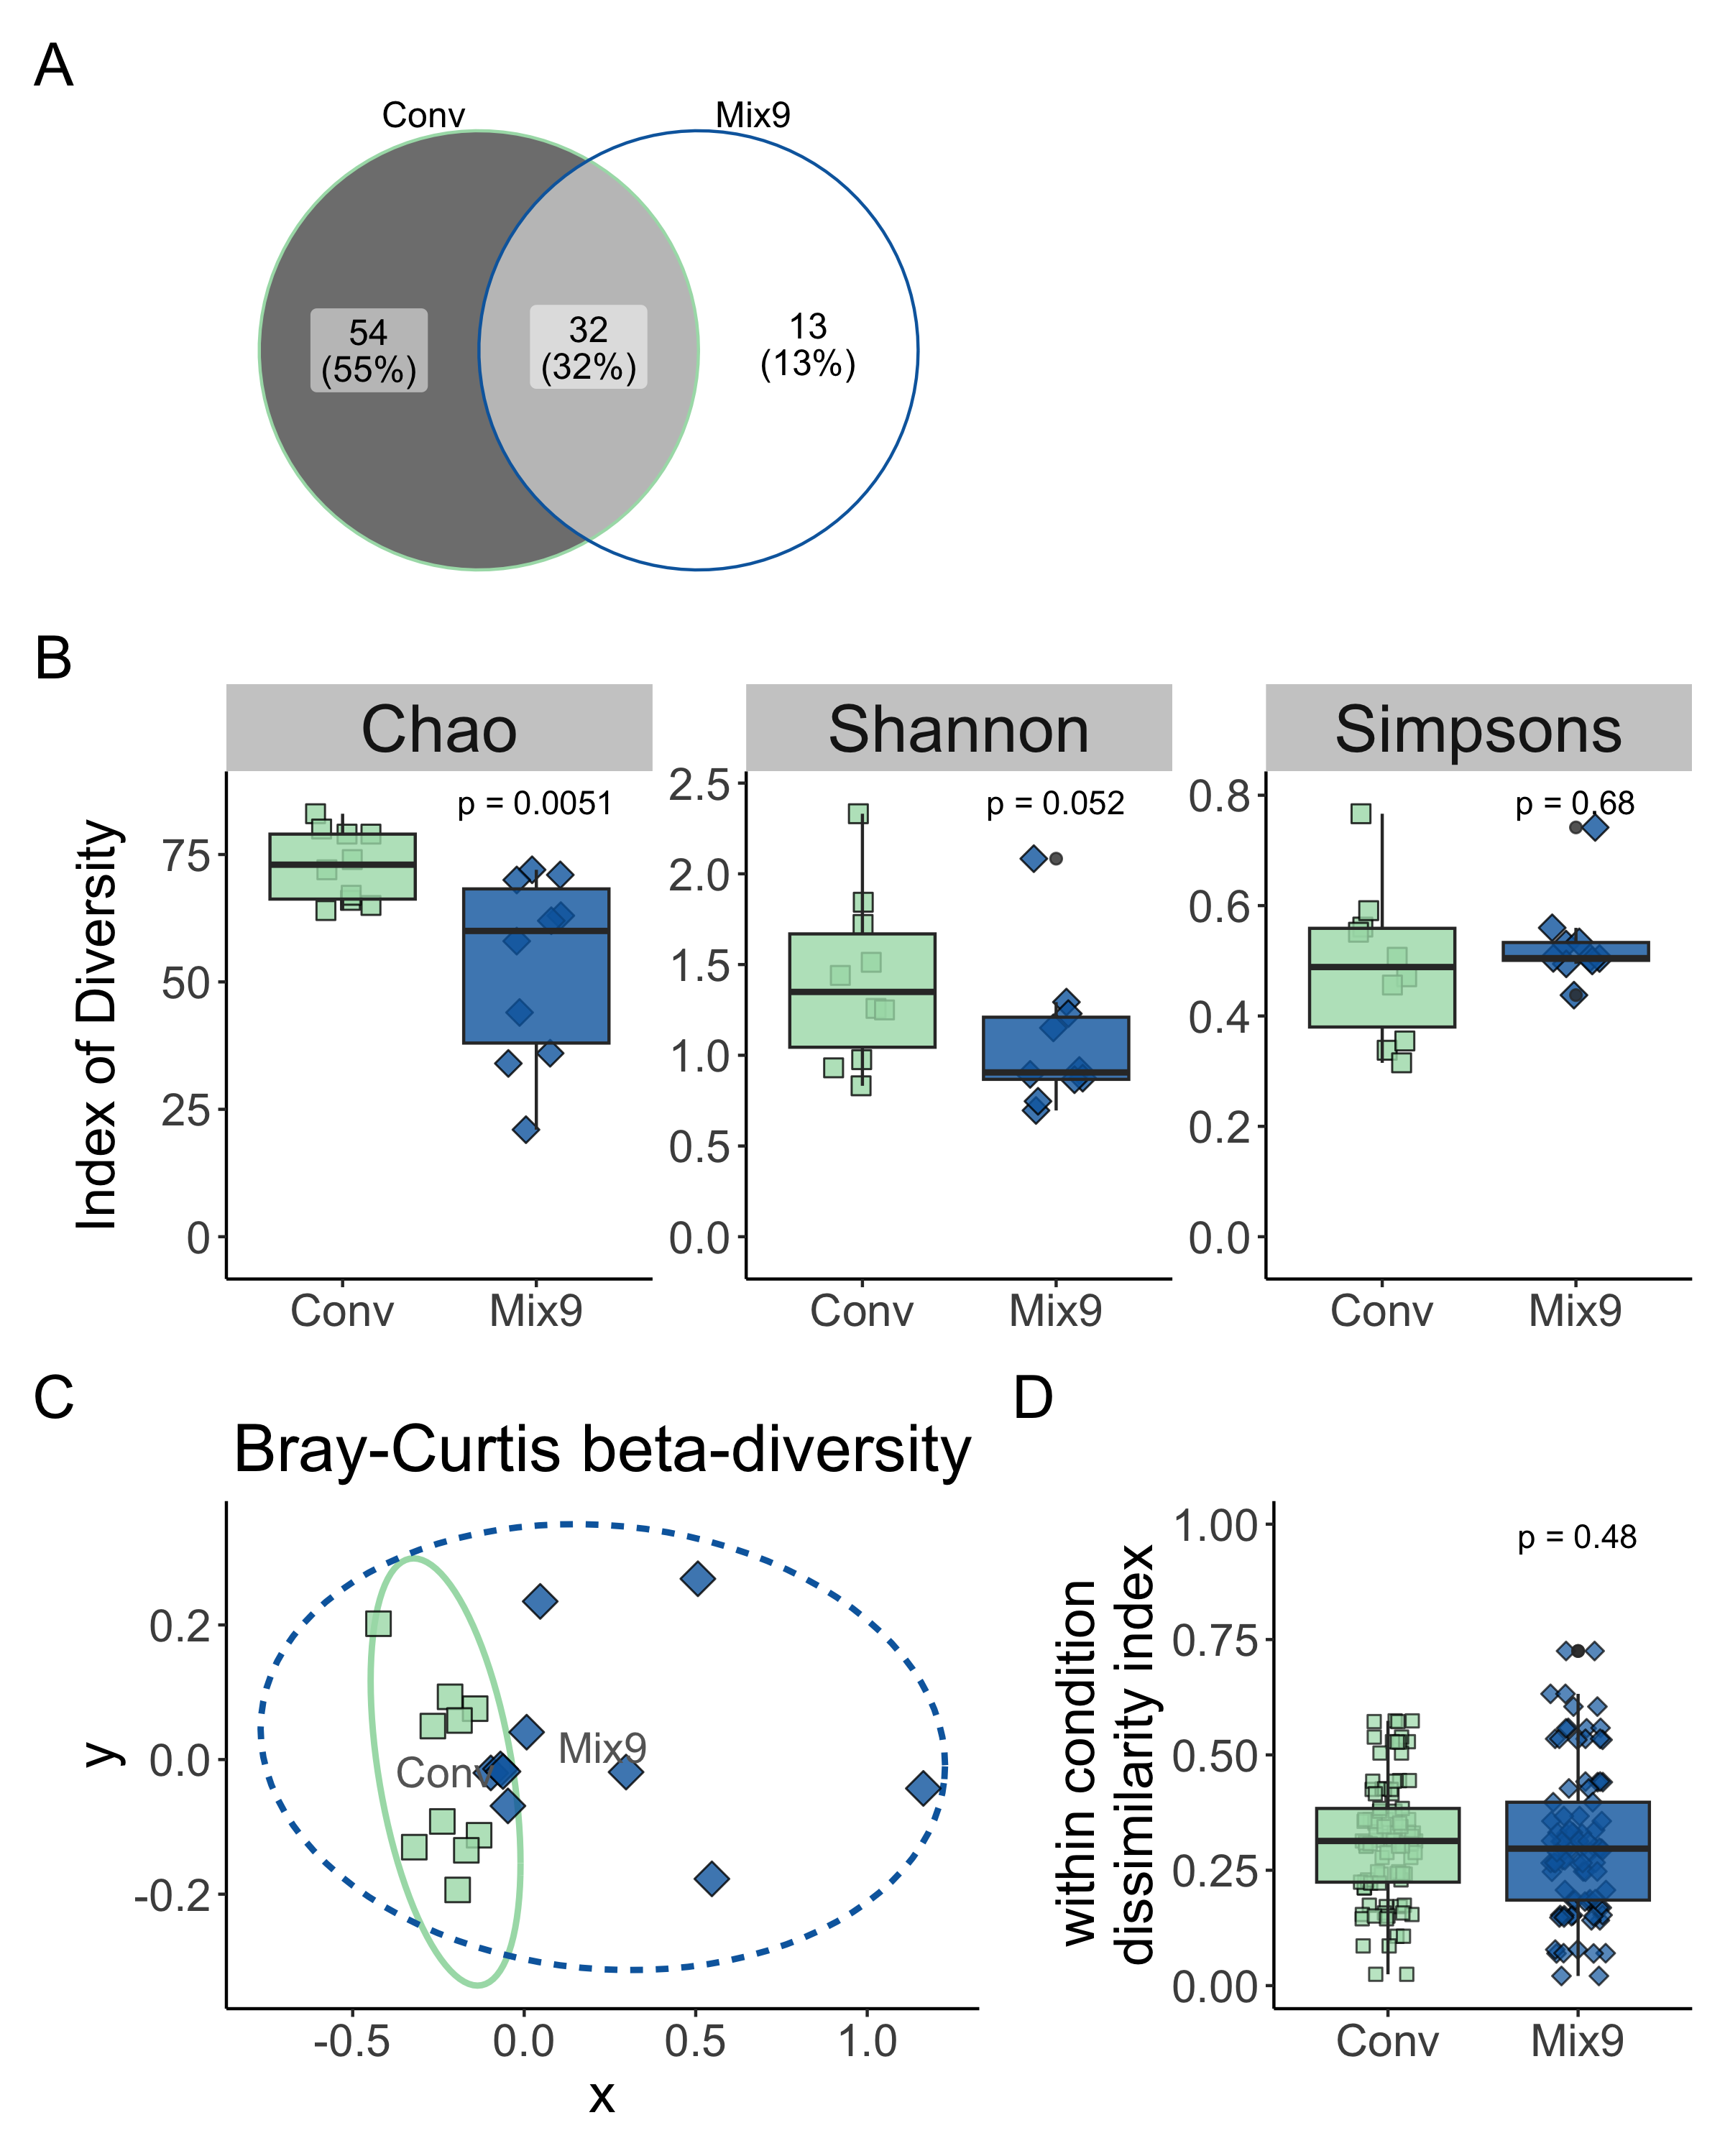 A
Conv
Mix9
54
(55%)
32
(32%)
13
(13%)
B
Chao
Shannon
Simpsons
Index of Diversity
75
50
25
0
p = 0.0051
Conv
Mix9
2.5
2.0
1.5
1.0
0.5
0.0
p = 0.052
Conv
Mix9
0.8
0.6
0.4
0.2
0.0
p = 0.68
Conv
Mix9
C
Bray-Curtis beta-diversity
y
0.2
0.0
-0.2
Conv
Mix9
-0.5
0.0
0.5
1.0
x
D
within condition
dissimilarity index
1.00
0.75
0.50
0.25
0.00
p = 0.48
Conv
Mix9